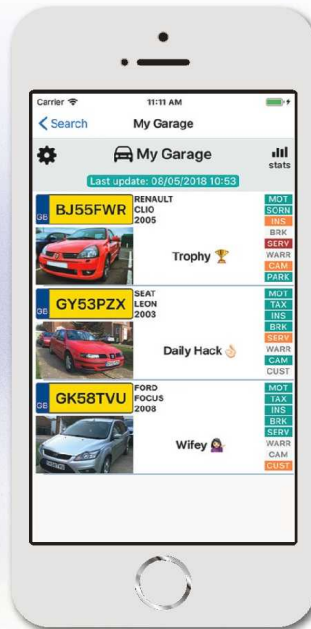 Carrier 11:11 AM
Search My Garage
My Garage
stats
Last update: 08/05/2018 10:53
GB BJ55FWR
RENAULT
CLIO
2005
Trophy 🏆
MOT
SORN
INS
BRK
SERV
WARR
CAM
PARK
GB GY53PZX
SEAT
LEON
2003
Daily Hack 👌🏻
MOT
TAX
INS
BRK
SERV
WARR
CAM
CUST
GB GK58TVU
FORD
FOCUS
2008
Wifey 💁🏻‍♀️
MOT
TAX
INS
BRK
SERV
WARR
CAM
CUST